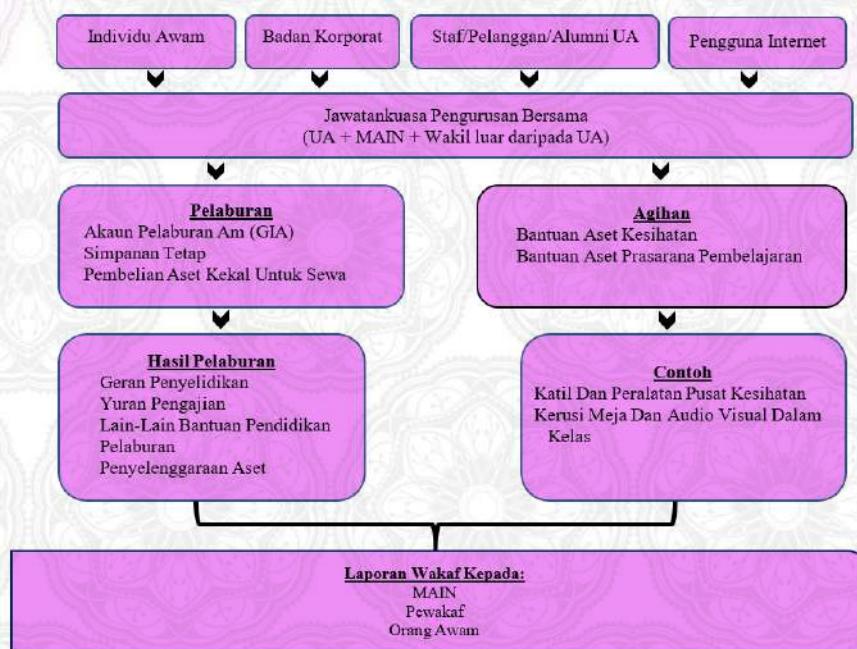 Individu Awam
Badan Korporat
Staf/Pelanggan/Alumni UA
Pengguna Internet
Jawatankuasa Pengurusan Bersama
(UA + MAIN + Wakil luar daripada UA)
Pelaburan
Akaun Pelaburan Am (GIA)
Simpanan Tetap
Pembelian Aset Kekal Untuk Sewa
Agihan
Bantuan Aset Kesihatan
Bantuan Aset Prasarana Pembelajaran
Hasil Pelaburan
Geran Penyelidikan
Yuran Pengajian
Lain-Lain Bantuan Pendidikan
Pelaburan
Penyelenggaraan Aset
Contoh
Katil Dan Peralatan Pusat Kesihatan
Kerusi Meja Dan Audio Visual Dalam
Kelas
Laporan Wakaf Kepada:
MAIN
Pewakaf
Orang Awam